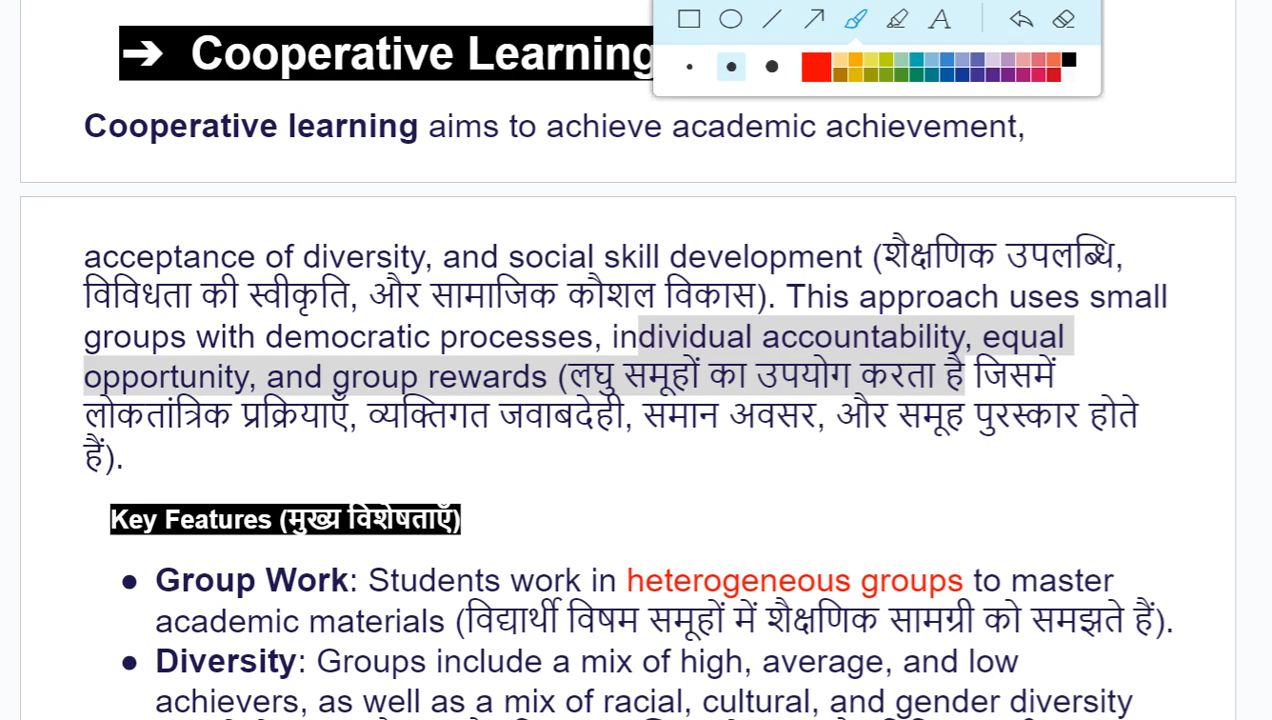 ➔ Cooperative Learning
A
Cooperative learning aims to achieve academic achievement,
acceptance of diversity, and social skill development (शैक्षणिक उपलब्धि,
विविधता की स्वीकृति, और सामाजिक कौशल विकास). This approach uses small
groups with democratic processes, individual accountability, equal
opportunity, and group rewards (लघु समूहों का उपयोग करता है जिसमें
लोकतांत्रिक प्रक्रियाएँ, व्यक्तिगत जवाबदेही, समान अवसर, और समूह पुरस्कार होते
हैं).
Key Features (मुख्य विशेषताएँ)
● Group Work: Students work in heterogeneous groups to master
academic materials (विद्यार्थी विषम समूहों में शैक्षणिक सामग्री को समझते हैं).
● Diversity: Groups include a mix of high, average, and low
achievers, as well as a mix of racial, cultural, and gender diversity